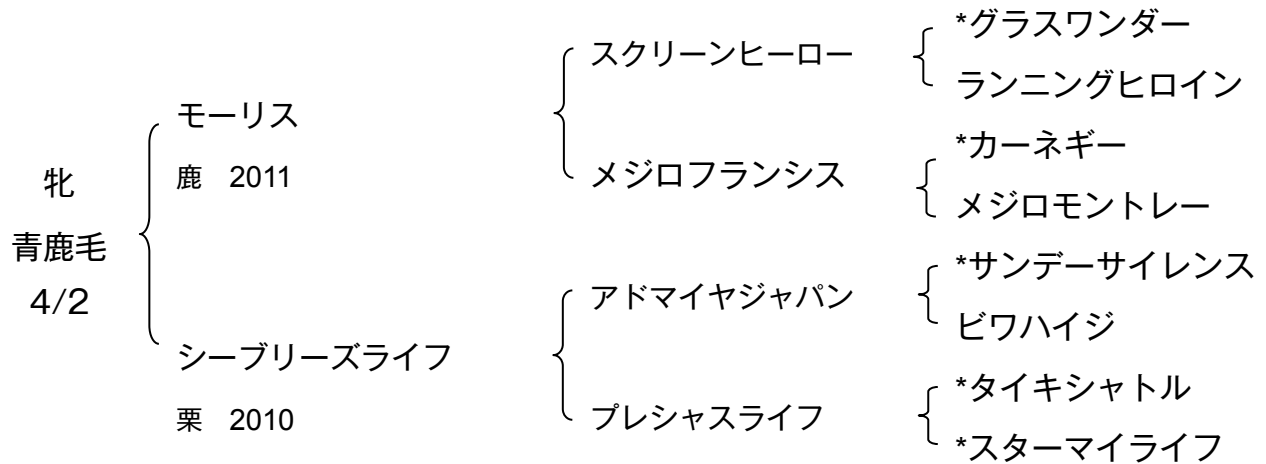 牝
青鹿毛
4/2
モーリス
鹿 2011
シーブリーズライフ
栗 2010
スクリーンヒーロー
メジロフランシス
アドマイヤジャパン
プレシャスライフ
*グラスワンダー
ランニングヒロイン
*カーネギー
メジロモントレー
*サンデーサイレンス
ビワハイジ
*タイキシャトル
*スターマイライフ